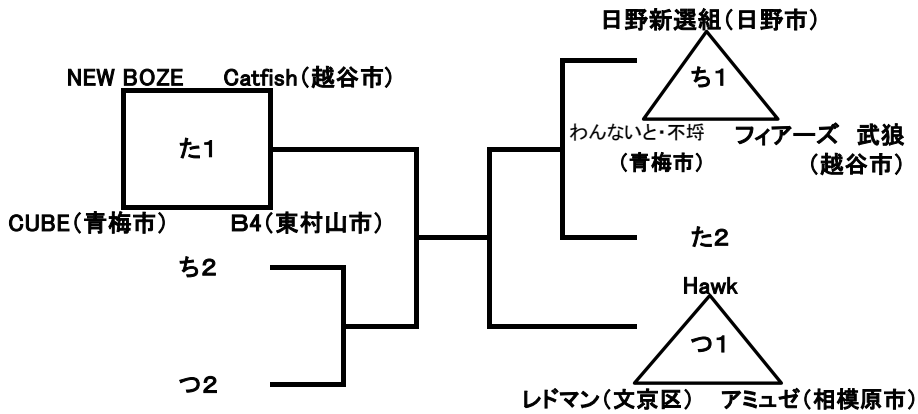 日野新選組（日野市）
NEW BOZE Catfish（越谷市）
ち１
た１
わんないと・不埒 フィアーズ 武狼
（青梅市） （越谷市）
CUBE（青梅市） Ｂ４（東村山市）
た２
ち２
Hawk
つ１
つ２
レドマン（文京区） アミュゼ（相模原市）